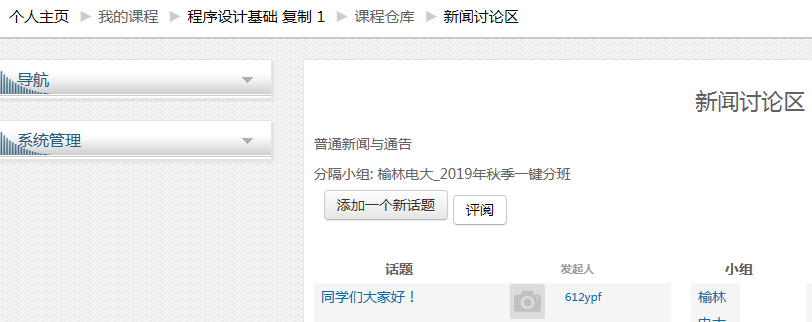 个人主页 ► 我的课程 ► 程序设计基础 复制 1 ► 课程仓库 ► 新闻讨论区
导航
系统管理
新闻讨论区
普通新闻与通告
分隔小组: 榆林电大_2019年秋季一键分班
添加一个新话题 评阅
话题 发起人 小组
同学们大家好！ 612ypf 榆林
电大